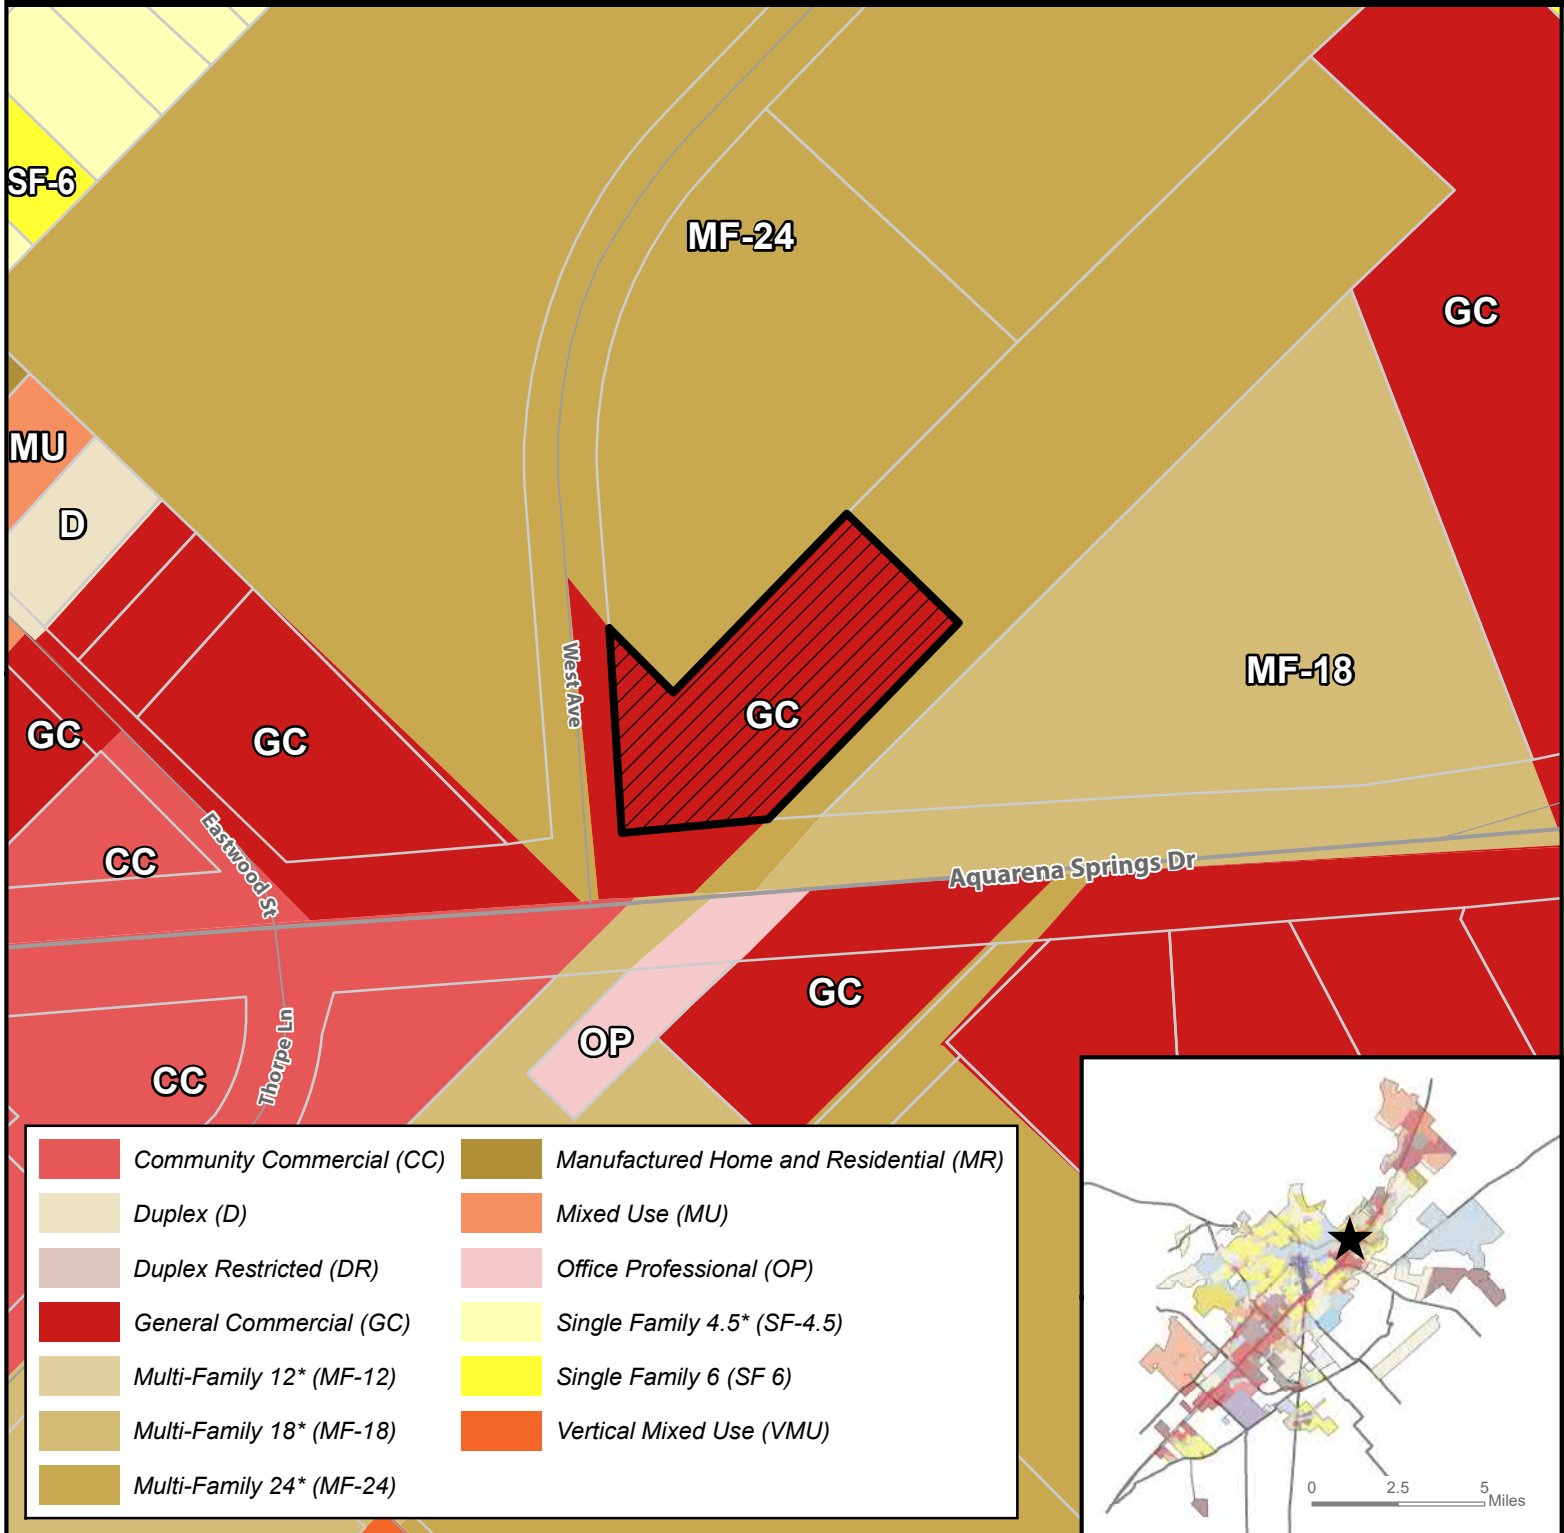 SF-6
MF-24
GC
MU
D
West Ave
MF-18
GC
GC
GC
CC
Eastwood St
Aquarena Springs Dr
GC
OP
CC
Thorpe Ln
Community Commercial (CC)
Duplex (D)
Duplex Restricted (DR)
General Commercial (GC)
Multi-Family 12* (MF-12)
Multi-Family 18* (MF-18)
Multi-Family 24* (MF-24)
Manufactured Home and Residential (MR)
Mixed Use (MU)
Office Professional (OP)
Single Family 4.5* (SF-4.5)
Single Family 6 (SF 6)
Vertical Mixed Use (VMU)
0 2.5 5
Miles